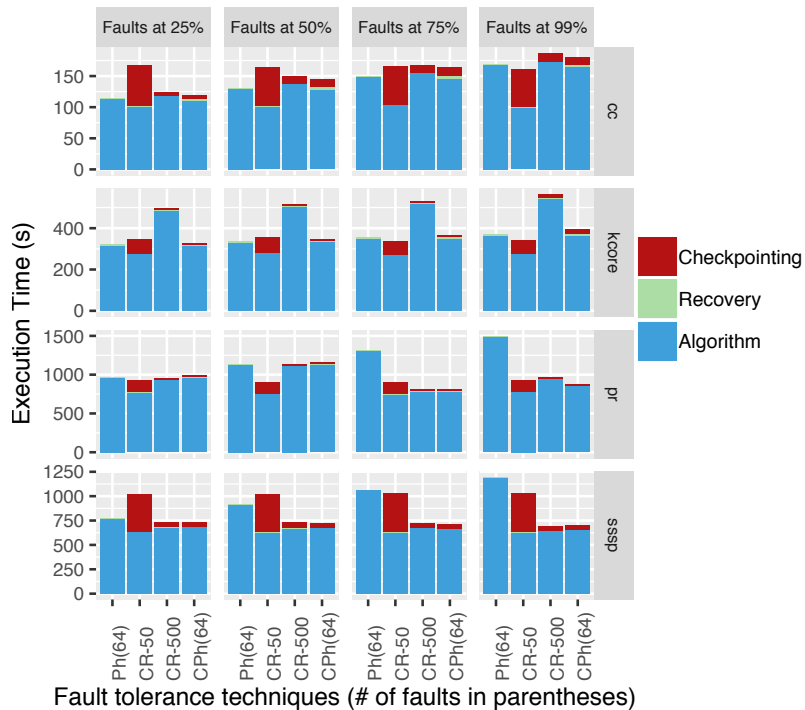 Faults at 25% Faults at 50% Faults at 75% Faults at 99%
150
100
50
0
cc
400
200
0
kcore
1500
1000
500
0
pr
1250
1000
750
500
250
0
sssp
Execution Time (s)
Checkpointing
Recovery
Algorithm
Ph(64) CR-50 CR-500 CPh(64) Ph(64) CR-50 CR-500 CPh(64) Ph(64) CR-50 CR-500 CPh(64) Ph(64) CR-50 CR-500 CPh(64)
Fault tolerance techniques (# of faults in parentheses)